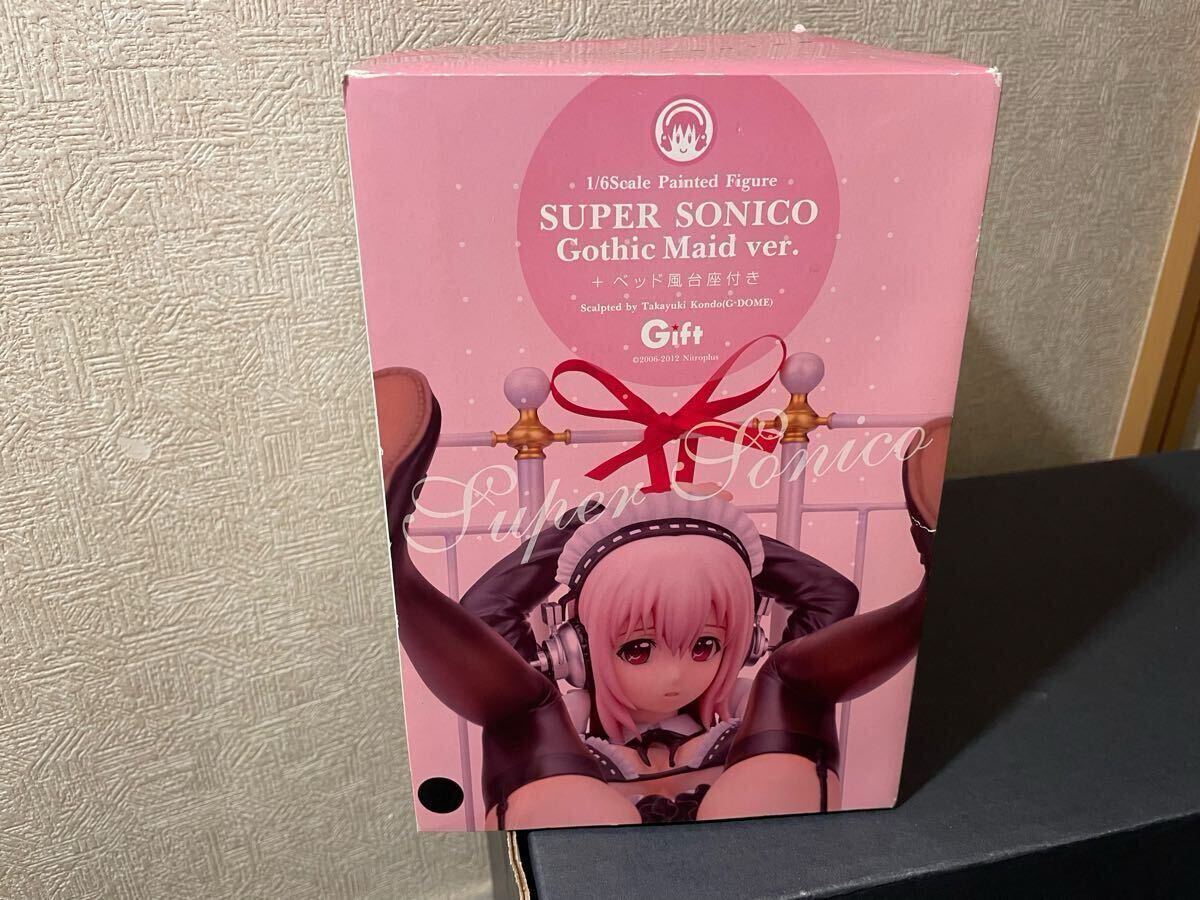 1/6Scale Painted Figure
SUPER SONICO
Gothic Maid ver.
+ ベッド風台座付き
Scalpted by Takayuki Kondo(G-DOME)
Gift
©2006-2012 Nitroplus
Super Sonico